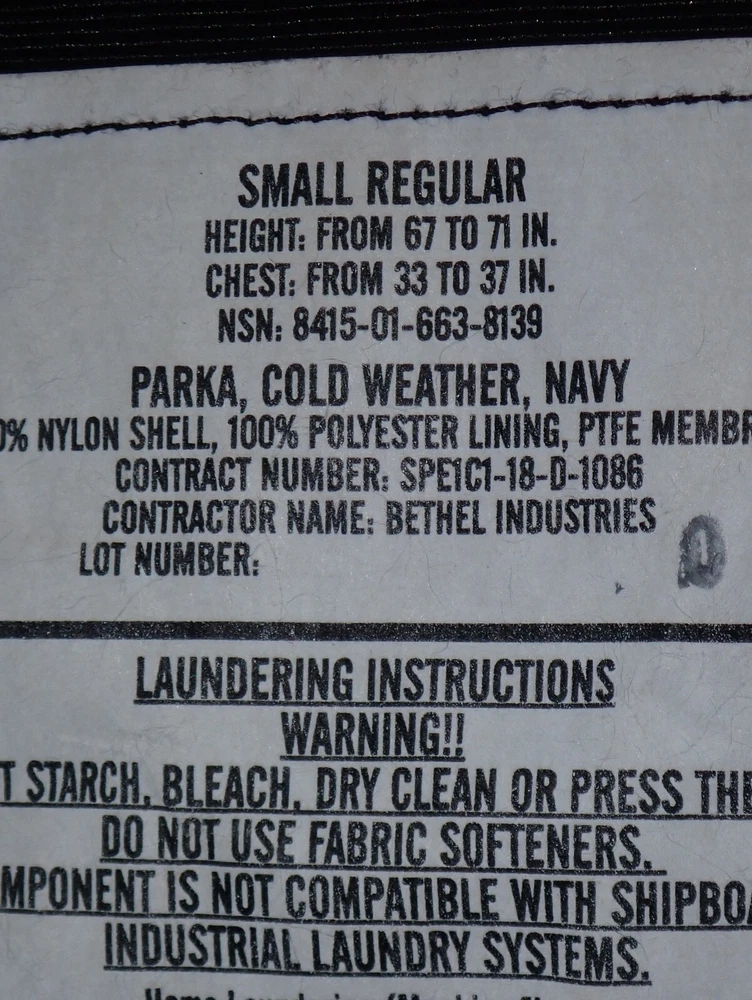 SMALL REGULAR
HEIGHT: FROM 67 TO 71 IN.
CHEST: FROM 33 TO 37 IN.
NSN: 8415-01-663-8139
PARKA, COLD WEATHER, NAVY
0% NYLON SHELL, 100% POLYESTER LINING, PTFE MEMBR
CONTRACT NUMBER: SPE1C1-18-D-1086
CONTRACTOR NAME: BETHEL INDUSTRIES
LOT NUMBER:
LAUNDERING INSTRUCTIONS
WARNING!!
T STARCH, BLEACH, DRY CLEAN OR PRESS THI
DO NOT USE FABRIC SOFTENERS.
MPONENT IS NOT COMPATIBLE WITH SHIPBOA
INDUSTRIAL LAUNDRY SYSTEMS.